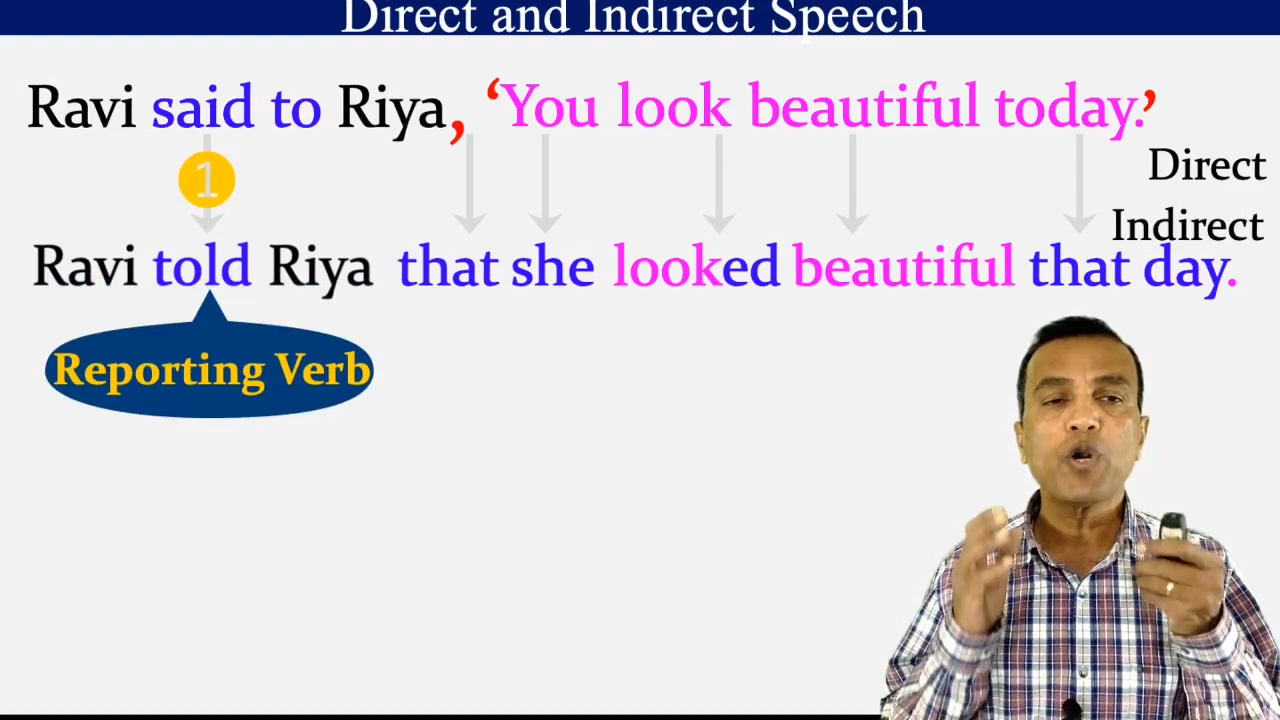 Direct and Indirect Speech
Ravi said to Riya, ‘You look beautiful today.’
1
Direct
Indirect
Ravi told Riya that she looked beautiful that day.
Reporting Verb